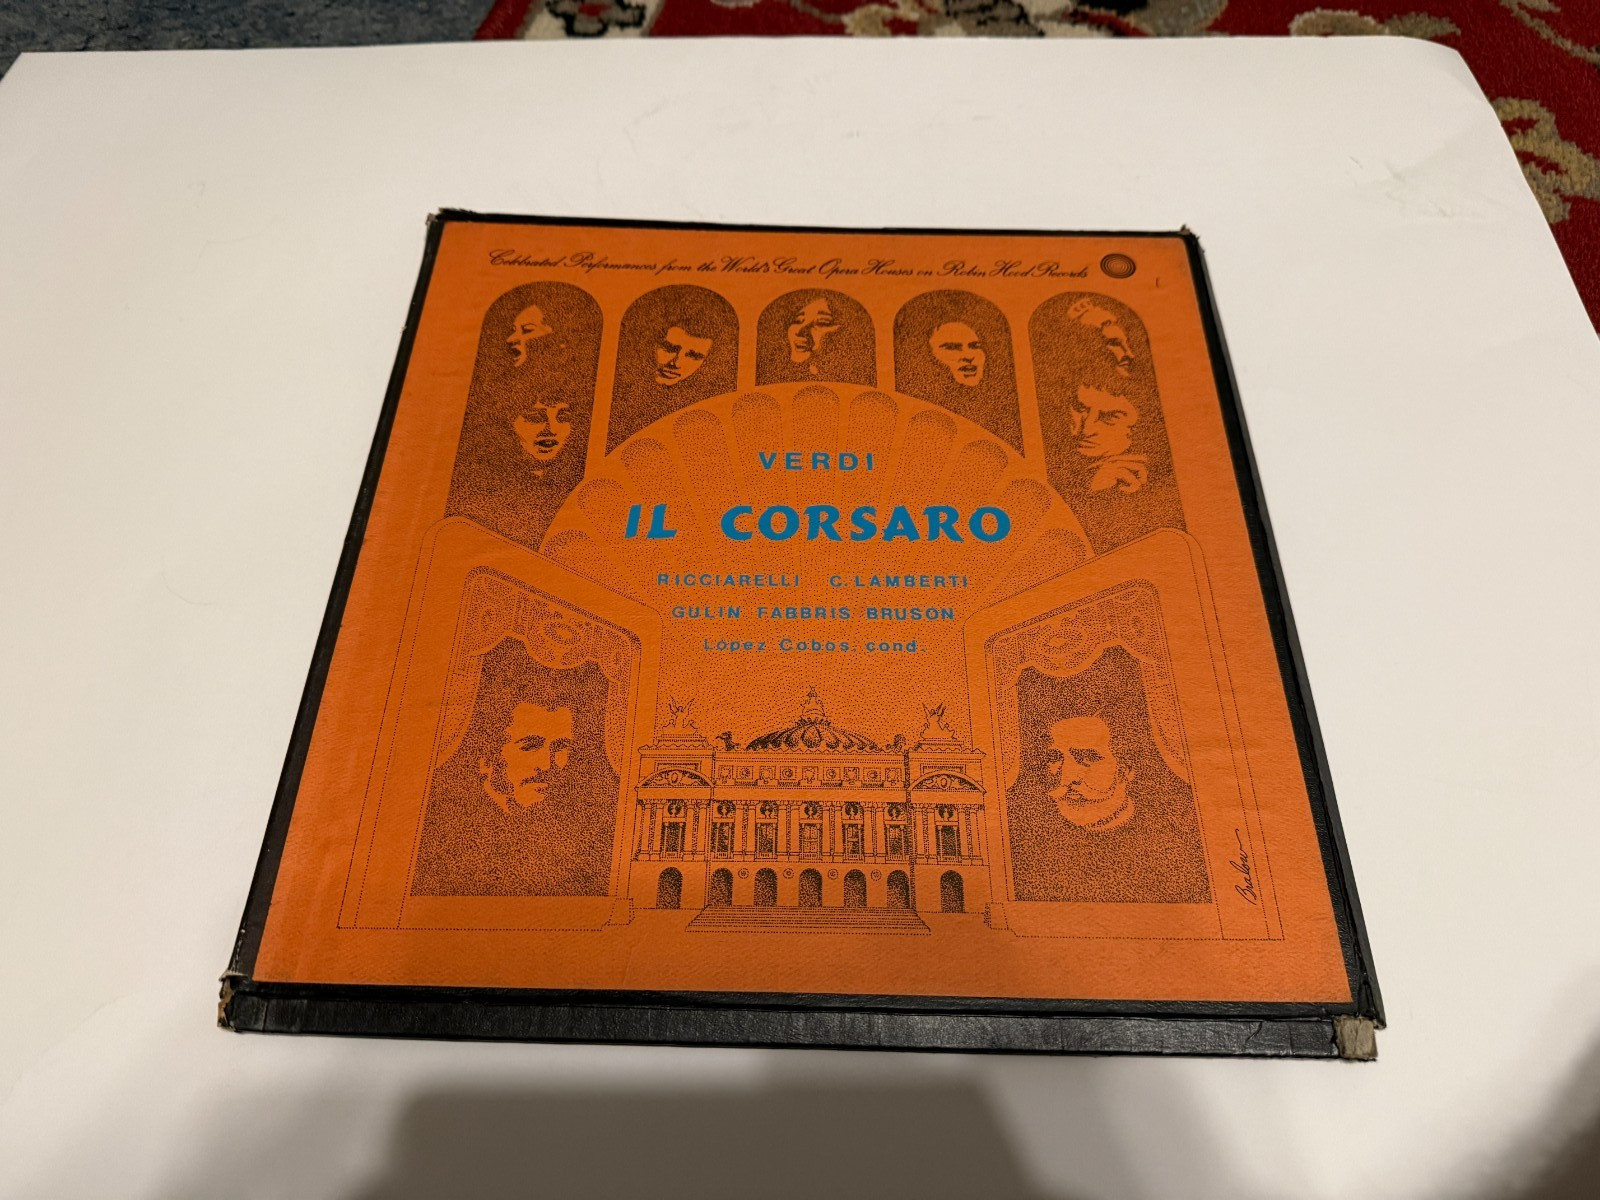 Celebrated Performances from the World's Great Opera Houses on Robin Hood Records
VERDI
IL CORSARO
RICCIARELLI C. LAMBERTI
GULIN FABBRIS BRUSON
López Cobos, cond.